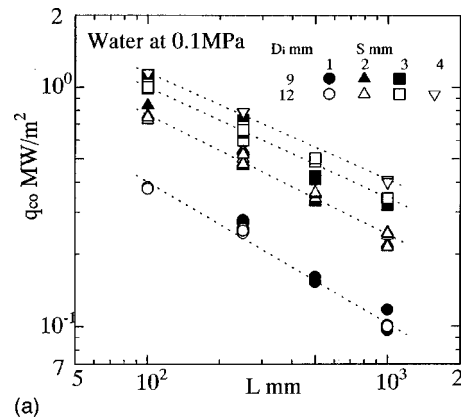 2
Water at 0.1MPa
Di mm S mm
1 2 3 4
9
12
10⁰
q_co MW/m²
10⁻¹
7
5 10² 10³ 2
L mm
(a)